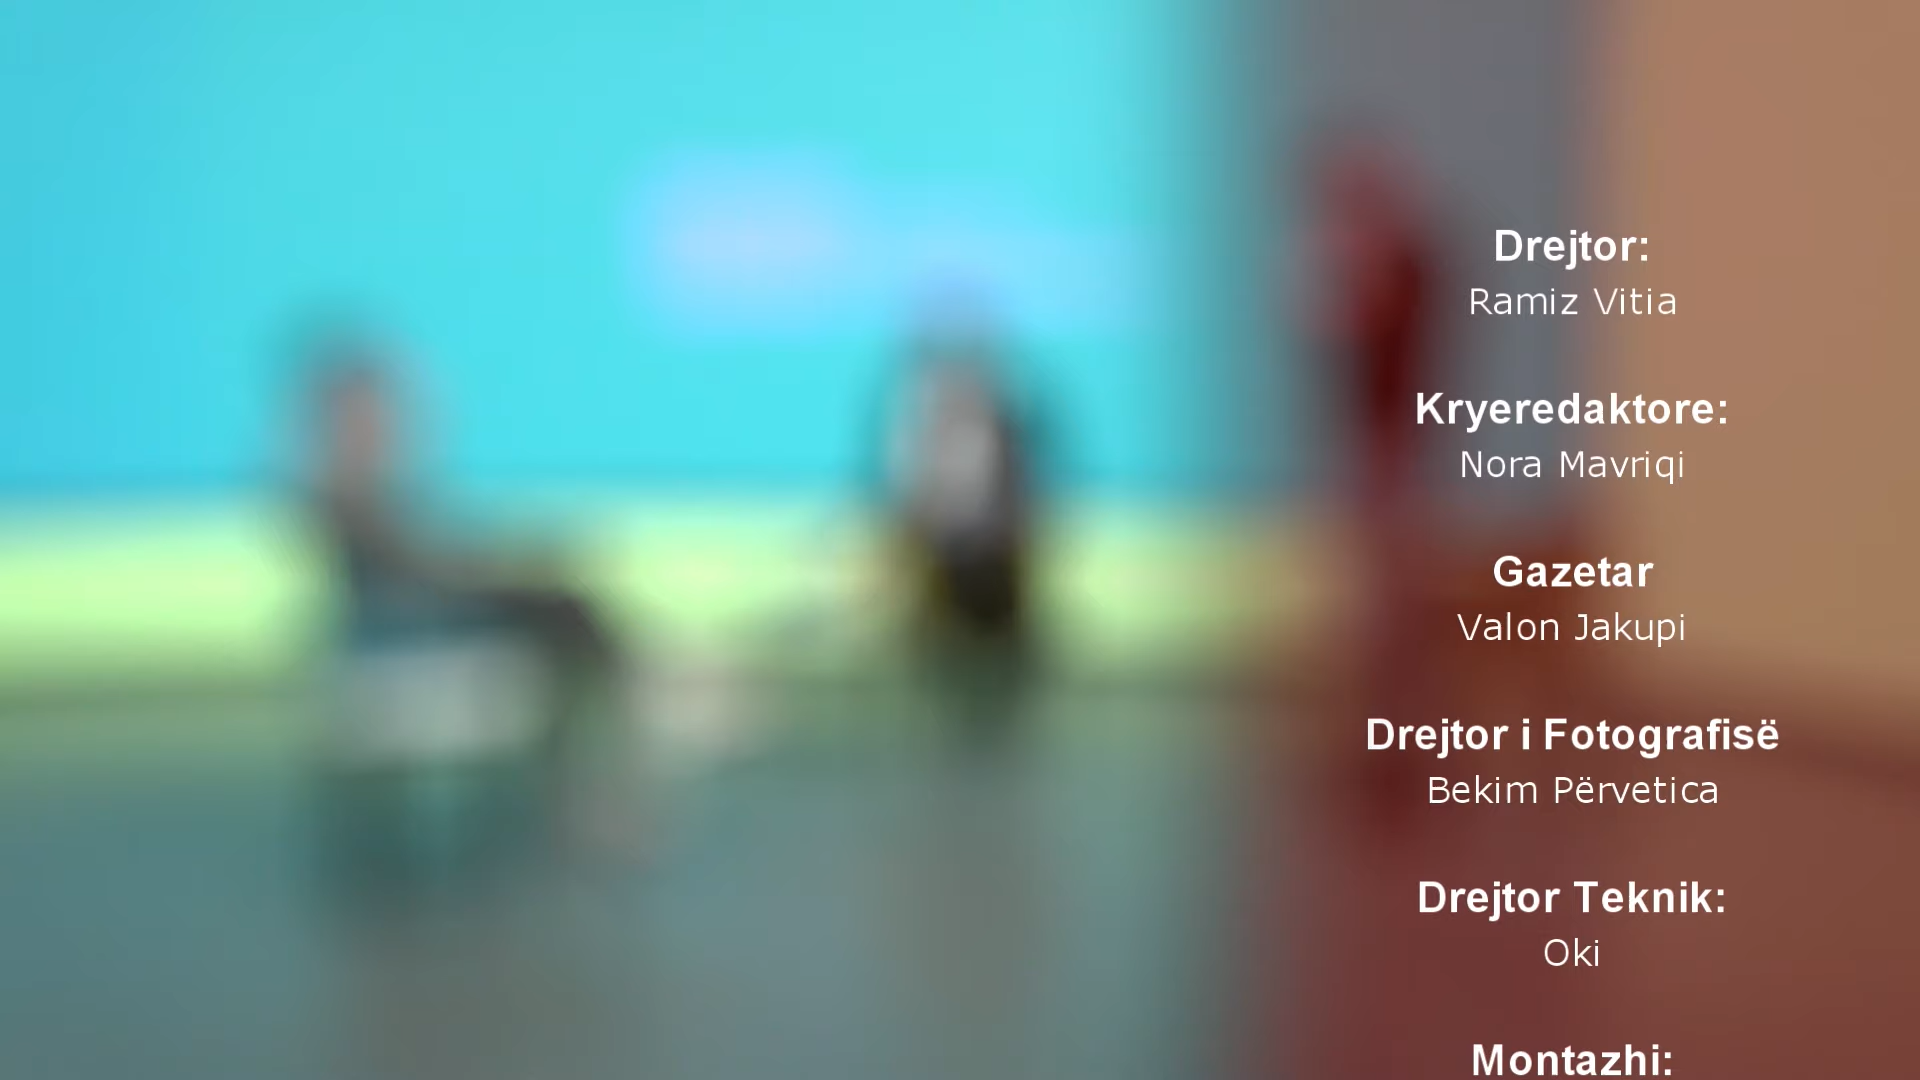 Drejtor:
Ramiz Vitia
Kryeredaktore:
Nora Mavriqi
Gazetar
Valon Jakupi
Drejtor i Fotografisë
Bekim Përvetica
Drejtor Teknik:
Oki
Montazhi: